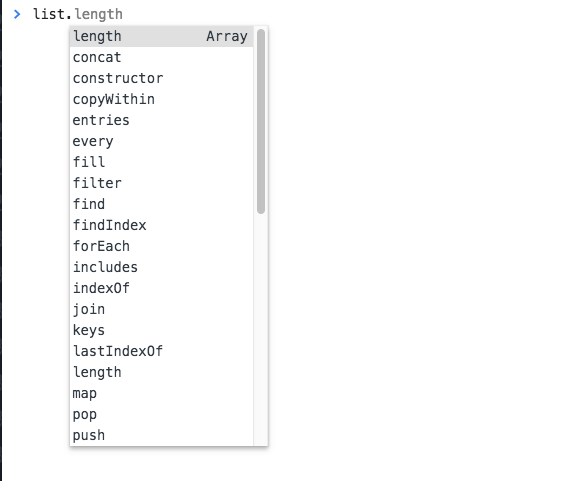 > list.length
length Array
concat
constructor
copyWithin
entries
every
fill
filter
find
findIndex
forEach
includes
indexOf
join
keys
lastIndexOf
length
map
pop
push